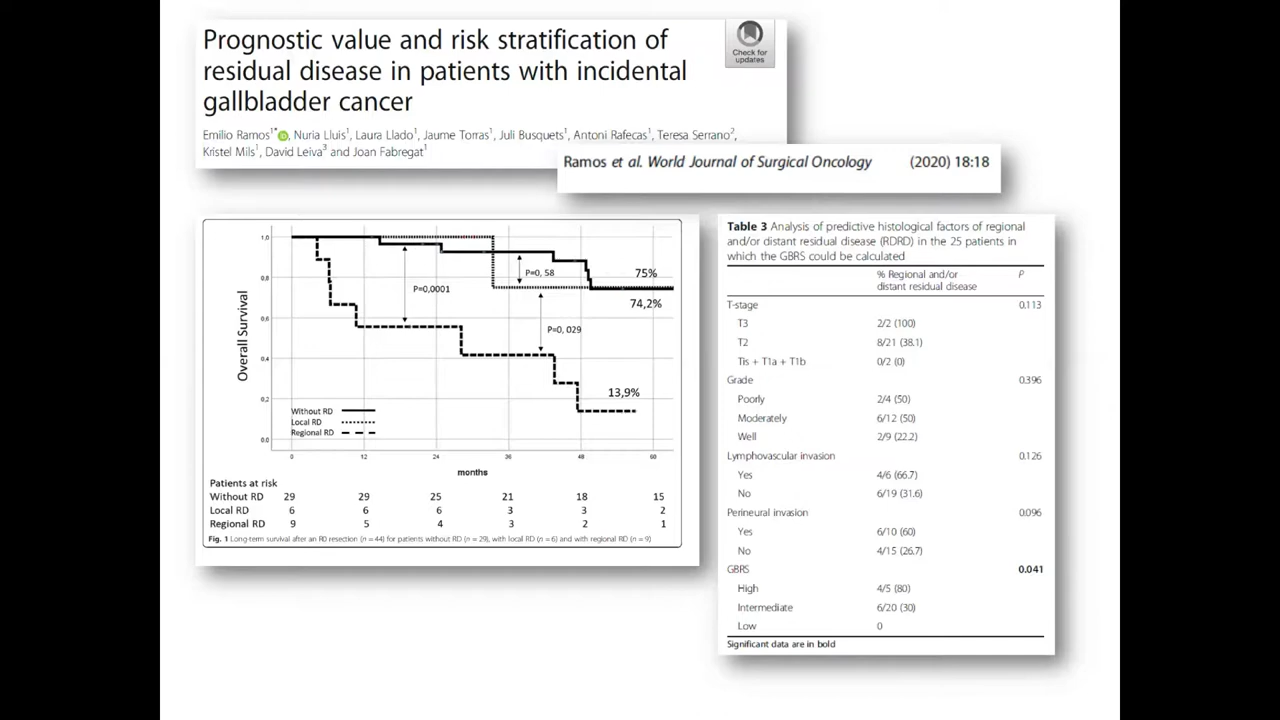 Prognostic value and risk stratification of
residual disease in patients with incidental
gallbladder cancer
Check for
updates
Emilio Ramos1*, Nuria Lluis1, Laura Llado1, Jaume Torras1, Juli Busquets1, Antoni Rafecas1, Teresa Serrano2,
Kristel Mils1, David Leiva3 and Joan Fabregat1
Ramos et al. World Journal of Surgical Oncology (2020) 18:18
Overall Survival
1,0
0,8
0,6
0,4
0,2
0,0
P=0,0001
P=0, 58
P=0, 029
75%
74,2%
13,9%
Without RD
Local RD
Regional RD
0 12 24 36 48 60
months
Patients at risk
Without RD 29 29 25 21 18 15
Local RD 6 6 6 3 3 2
Regional RD 9 5 4 3 2 1
Fig. 1 Long-term survival after an RD resection (n = 44) for patients without RD (n = 29), with local RD (n = 6) and with regional RD (n = 9)
Table 3 Analysis of predictive histological factors of regional
and/or distant residual disease (RDRD) in the 25 patients in
which the GBRS could be calculated
% Regional and/or P
distant residual disease
T-stage 0.113
T3 2/2 (100)
T2 8/21 (38.1)
Tis + T1a + T1b 0/2 (0)
Grade 0.396
Poorly 2/4 (50)
Moderately 6/12 (50)
Well 2/9 (22.2)
Lymphovascular invasion 0.126
Yes 4/6 (66.7)
No 6/19 (31.6)
Perineural invasion 0.096
Yes 6/10 (60)
No 4/15 (26.7)
GBRS 0.041
High 4/5 (80)
Intermediate 6/20 (30)
Low 0
Significant data are in bold